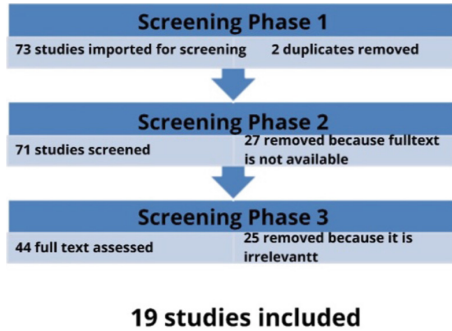 Screening Phase 1
73 studies imported for screening
2 duplicates removed
Screening Phase 2
71 studies screened
27 removed because fulltext
is not available
Screening Phase 3
44 full text assessed
25 removed because it is
irrelevantt
19 studies included